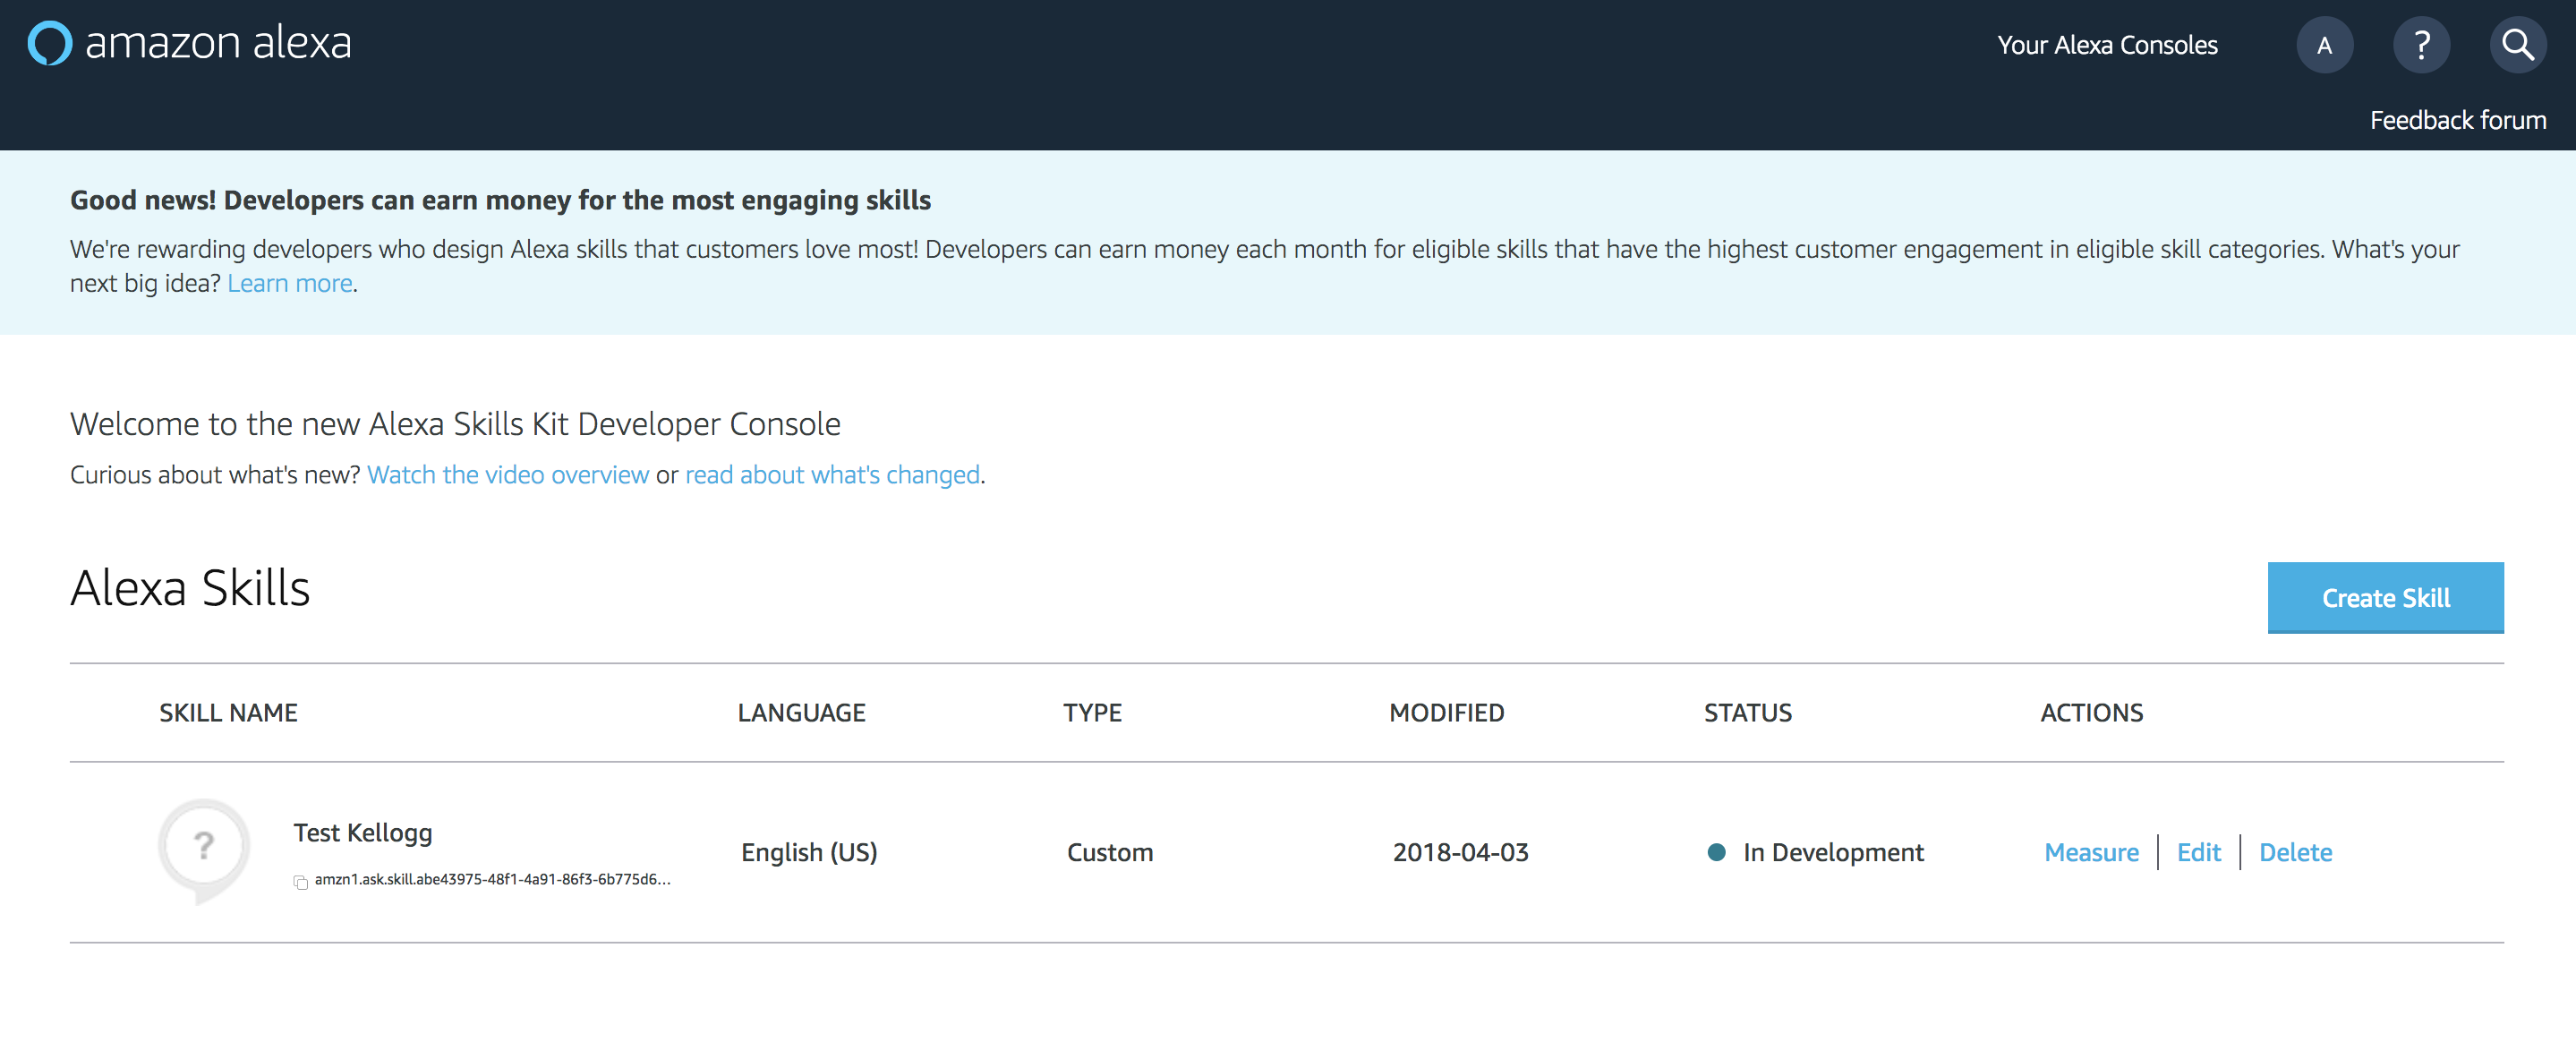 amazon alexa
Your Alexa Consoles
A
?
Feedback forum
Good news! Developers can earn money for the most engaging skills
We're rewarding developers who design Alexa skills that customers love most! Developers can earn money each month for eligible skills that have the highest customer engagement in eligible skill categories. What's your
next big idea? Learn more.
Welcome to the new Alexa Skills Kit Developer Console
Curious about what's new? Watch the video overview or read about what's changed.
Alexa Skills
Create Skill
SKILL NAME LANGUAGE TYPE MODIFIED STATUS ACTIONS
?
Test Kellogg
English (US) Custom 2018-04-03 In Development Measure Edit Delete
amzn1.ask.skill.abe43975-48f1-4a91-86f3-6b775d6...